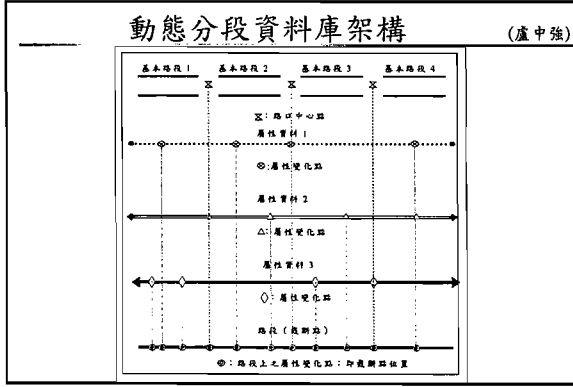 動態分段資料庫架構
(盧中強)
基本路段 1 基本路段 2 基本路段 3 基本路段 4
⧖: 路口中心點
屬性資料 1
⊗:屬性變化點
屬性資料 2
△:屬性變化點
屬性資料 3
◇: 屬性變化點
路段 (截斷點)
◎: 路段上之屬性變化點; 即截斷點位置